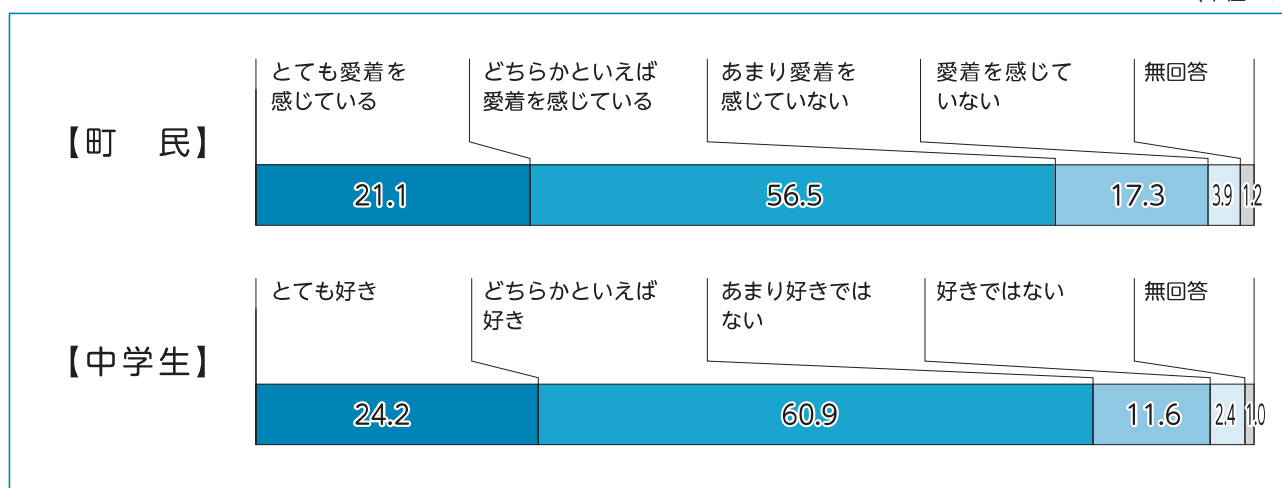 とても愛着を
感じている
どちらかといえば
愛着を感じている
あまり愛着を
感じていない
愛着を感じて
いない
無回答
【町　民】
21.1
56.5
17.3
3.9
1.2
とても好き
どちらかといえば
好き
あまり好きでは
ない
好きではない
無回答
【中学生】
24.2
60.9
11.6
2.4
1.0